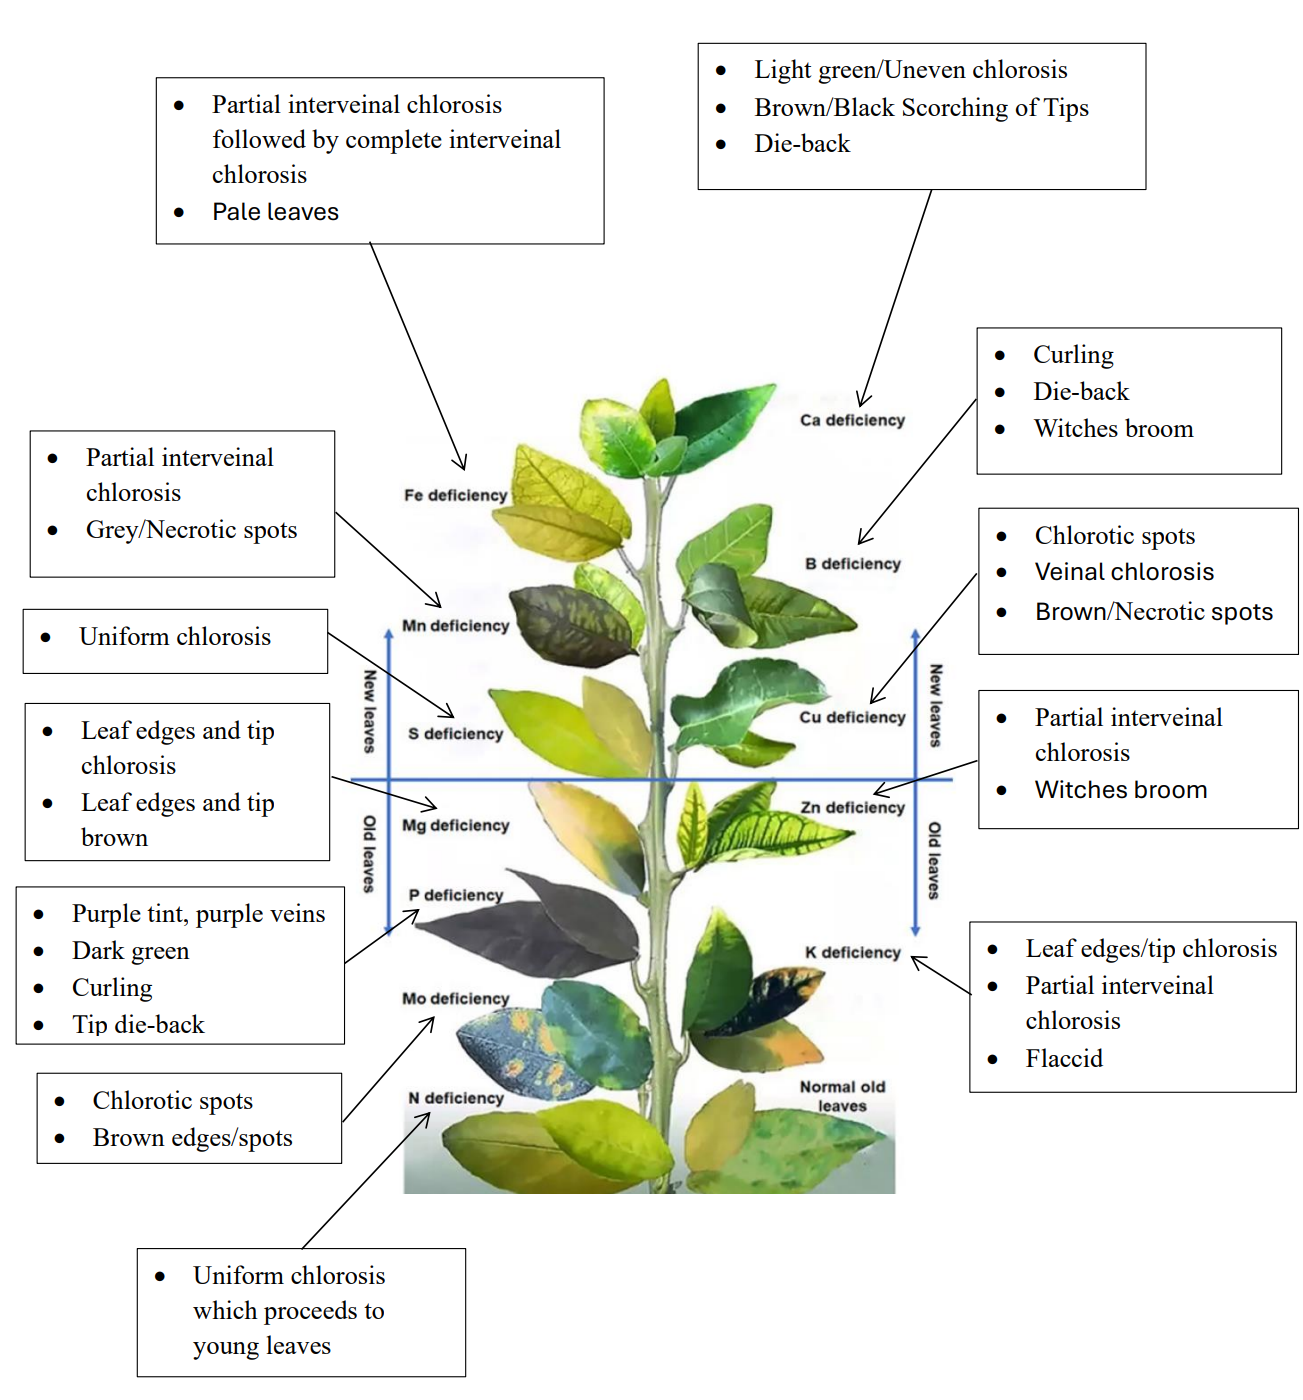 Light green/Uneven chlorosis
Brown/Black Scorching of Tips
Die-back
Partial interveinal chlorosis
followed by complete interveinal
chlorosis
Pale leaves
Curling
Die-back
Witches broom
Ca deficiency
Partial interveinal
chlorosis
Grey/Necrotic spots
Fe deficiency
Chlorotic spots
Veinal chlorosis
Brown/Necrotic spots
B deficiency
Uniform chlorosis
Mn deficiency
New leaves
New leaves
S deficiency
Cu deficiency
Partial interveinal
chlorosis
Witches broom
Leaf edges and tip
chlorosis
Leaf edges and tip
brown
Mg deficiency
Zn deficiency
Old leaves
Old leaves
Purple tint, purple veins
Dark green
Curling
Tip die-back
P deficiency
K deficiency
Leaf edges/tip chlorosis
Partial interveinal
chlorosis
Flaccid
Mo deficiency
Chlorotic spots
Brown edges/spots
N deficiency
Normal old
leaves
Uniform chlorosis
which proceeds to
young leaves